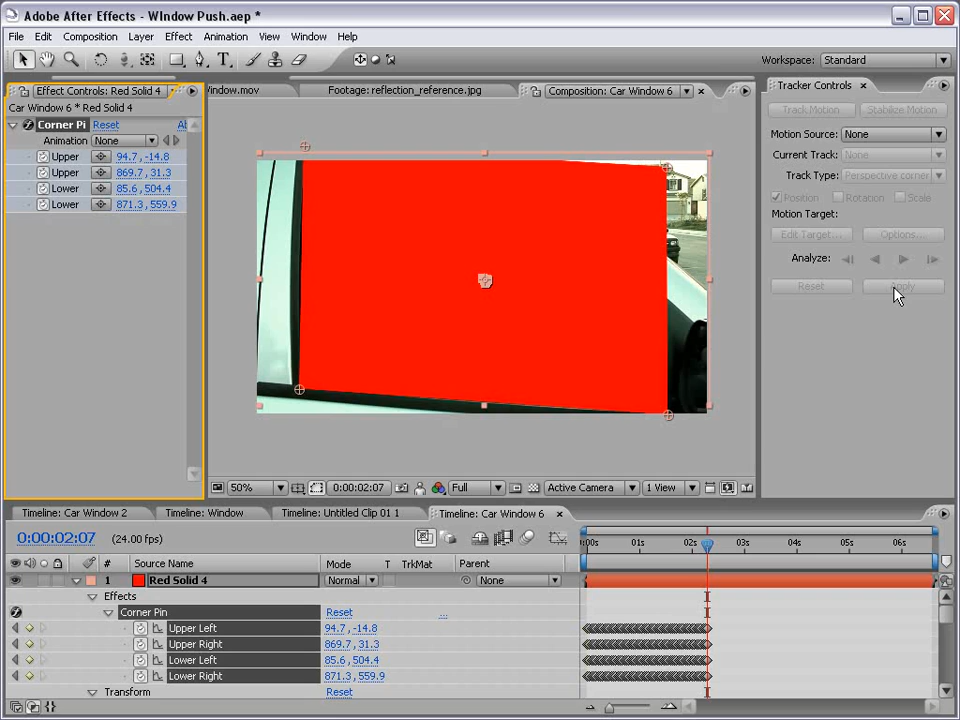 Adobe After Effects - WIndow Push.aep *
File Edit Composition Layer Effect Animation View Window Help
Workspace: Standard
Effect Controls: Red Solid 4
Window.mov
Footage: reflection_reference.jpg
Composition: Car Window 6
Tracker Controls
Car Window 6 * Red Solid 4
Corner Pi Reset Al
Animation None
Upper 94.7 , -14.8
Upper 869.7 , 31.3
Lower 85.6 , 504.4
Lower 871.3 , 559.9
Track Motion Stabilize Motion
Motion Source: None
Current Track: None
Track Type: Perspective corner
Position Rotation Scale
Motion Target:
Edit Target... Options...
Analyze:
Reset Apply
50% 0:00:02:07 Full Active Camera 1 View
Timeline: Car Window 2 Timeline: Window Timeline: Untitled Clip 01 1 Timeline: Car Window 6
0:00:02:07 (24.00 fps)
:00s 01s 02s 03s 04s 05s 06s
# Source Name Mode T TrkMat Parent
1 Red Solid 4 Normal None
Effects
Corner Pin Reset ...
Upper Left 94.7 , -14.8
Upper Right 869.7 , 31.3
Lower Left 85.6 , 504.4
Lower Right 871.3 , 559.9
Transform Reset